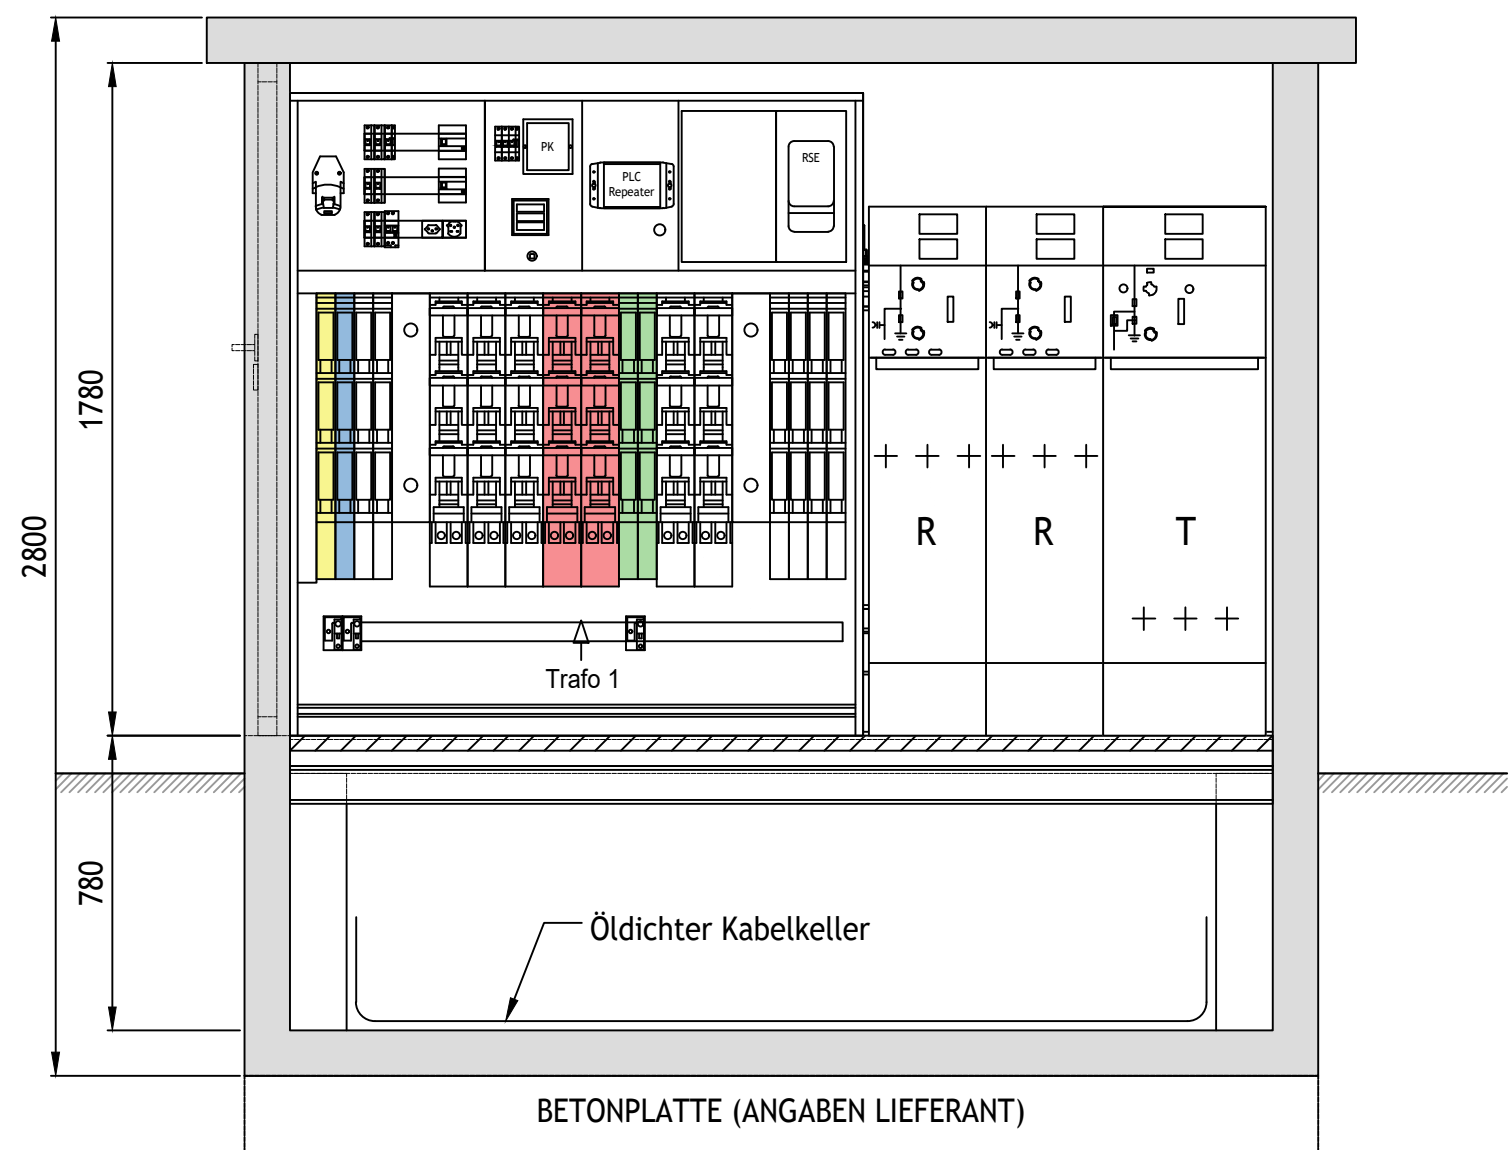 PK
RSE
PLC
Repeater
1780
2800
R
R
T
Trafo 1
780
Öldichter Kabelkeller
BETONPLATTE (ANGABEN LIEFERANT)